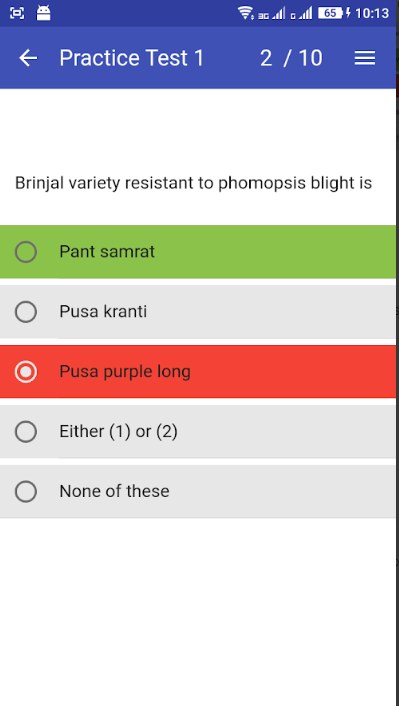 65 10:13
Practice Test 1 2 / 10
Brinjal variety resistant to phomopsis blight is
Pant samrat
Pusa kranti
Pusa purple long
Either (1) or (2)
None of these